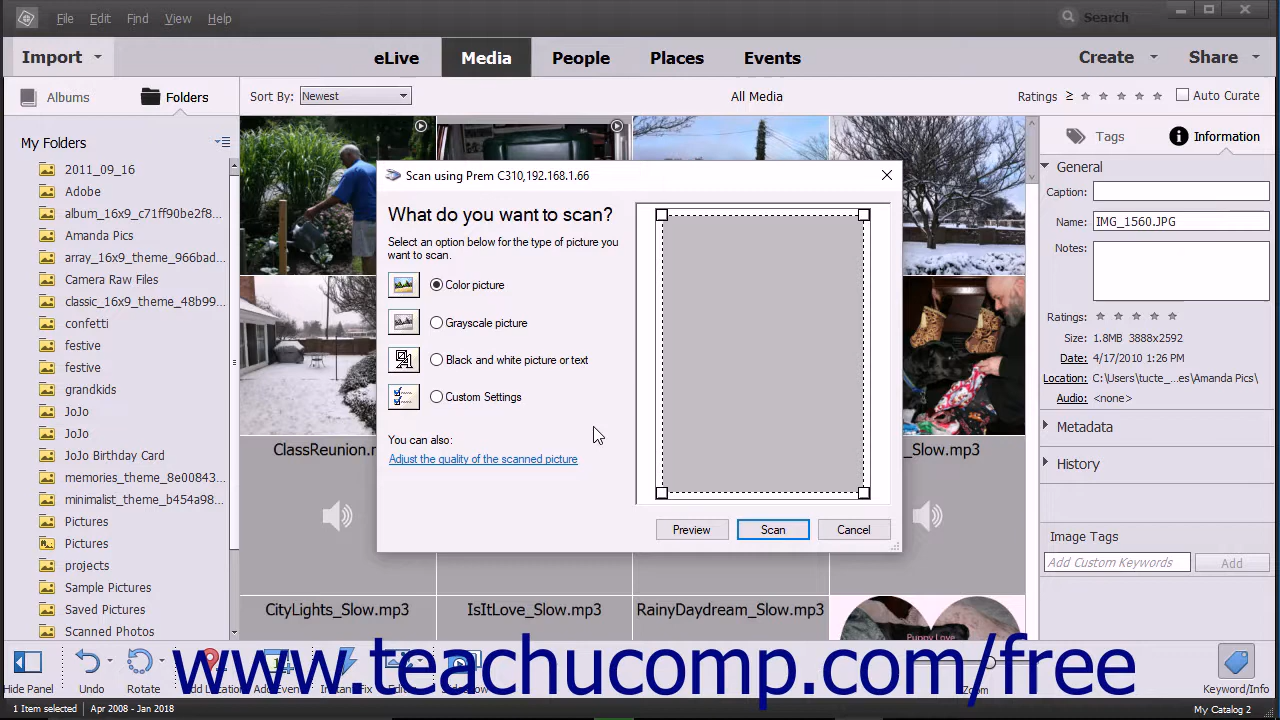 File Edit Find View Help
Search
Import
eLive
Media
People
Places
Events
Create
Share
Albums
Folders
Sort By: Newest
All Media
Ratings ≥
Auto Curate
My Folders
2011_09_16
Adobe
album_16x9_c71ff90be2f8...
Amanda Pics
array_16x9_theme_966bad...
Camera Raw Files
classic_16x9_theme_48b99...
confetti
festive
festive
grandkids
JoJo
JoJo
JoJo Birthday Card
memories_theme_8e00843...
minimalist_theme_b454a98...
Pictures
Pictures
projects
Sample Pictures
Saved Pictures
Scanned Photos
Scan using Prem C310,192.168.1.66
What do you want to scan?
Select an option below for the type of picture you
want to scan.
Color picture
Grayscale picture
Black and white picture or text
Custom Settings
You can also:
Adjust the quality of the scanned picture
Preview
Scan
Cancel
ClassReunion.
_Slow.mp3
CityLights_Slow.mp3
IsItLove_Slow.mp3
RainyDaydream_Slow.mp3
Puppy Love
Tags
Information
General
Caption:
Name: IMG_1560.JPG
Notes:
Ratings:
Size: 1.8MB 3888x2592
Date: 4/17/2010 1:26 PM
Location: C:\Users\tucte_...es\Amanda Pics\
Audio: <none>
Metadata
History
Image Tags
Add Custom Keywords
Add
www.teachucomp.com/free
Hide Panel
Undo
Rotate
Zoom
Keyword/Info
1 Item selected
Apr 2008 - Jan 2018
My Catalog 2